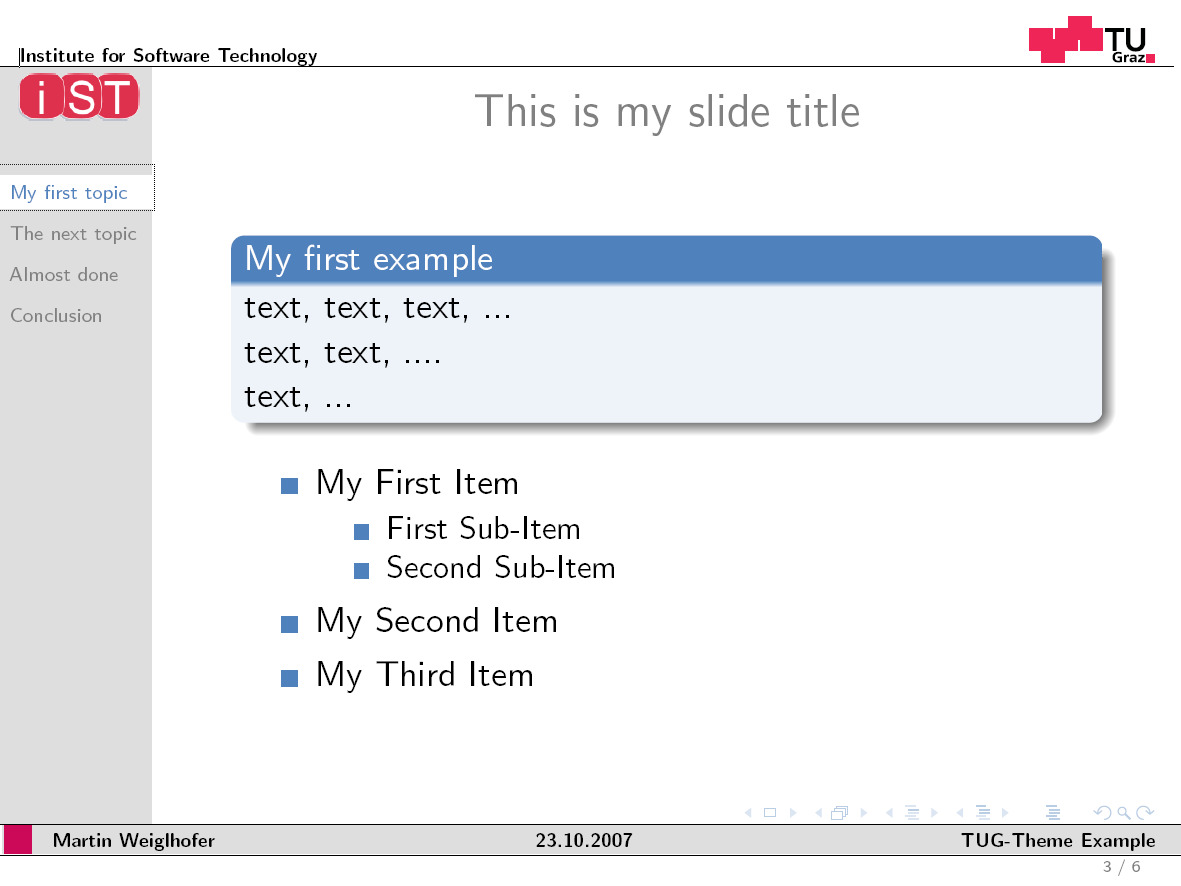 Institute for Software Technology
TU
Graz
iST
This is my slide title
My first topic
The next topic
Almost done
Conclusion
My first example
text, text, text, ...
text, text, ....
text, ...
My First Item
First Sub-Item
Second Sub-Item
My Second Item
My Third Item
Martin Weiglhofer
23.10.2007
TUG-Theme Example
3 / 6